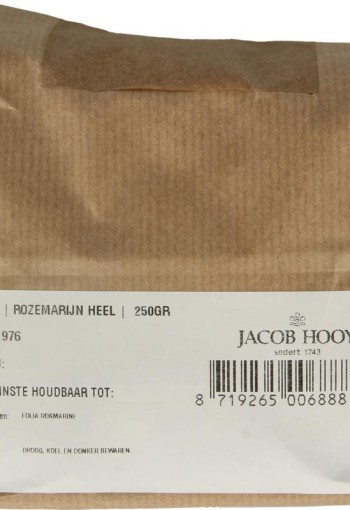 | ROZEMARIJN HEEL | 250GR
976
JACOB HOOY
sedert 1743
INSTE HOUDBAAR TOT:
8 719265 006888
FOLIA ROSMARINI
DROOG, KOEL EN DONKER BEWAREN.